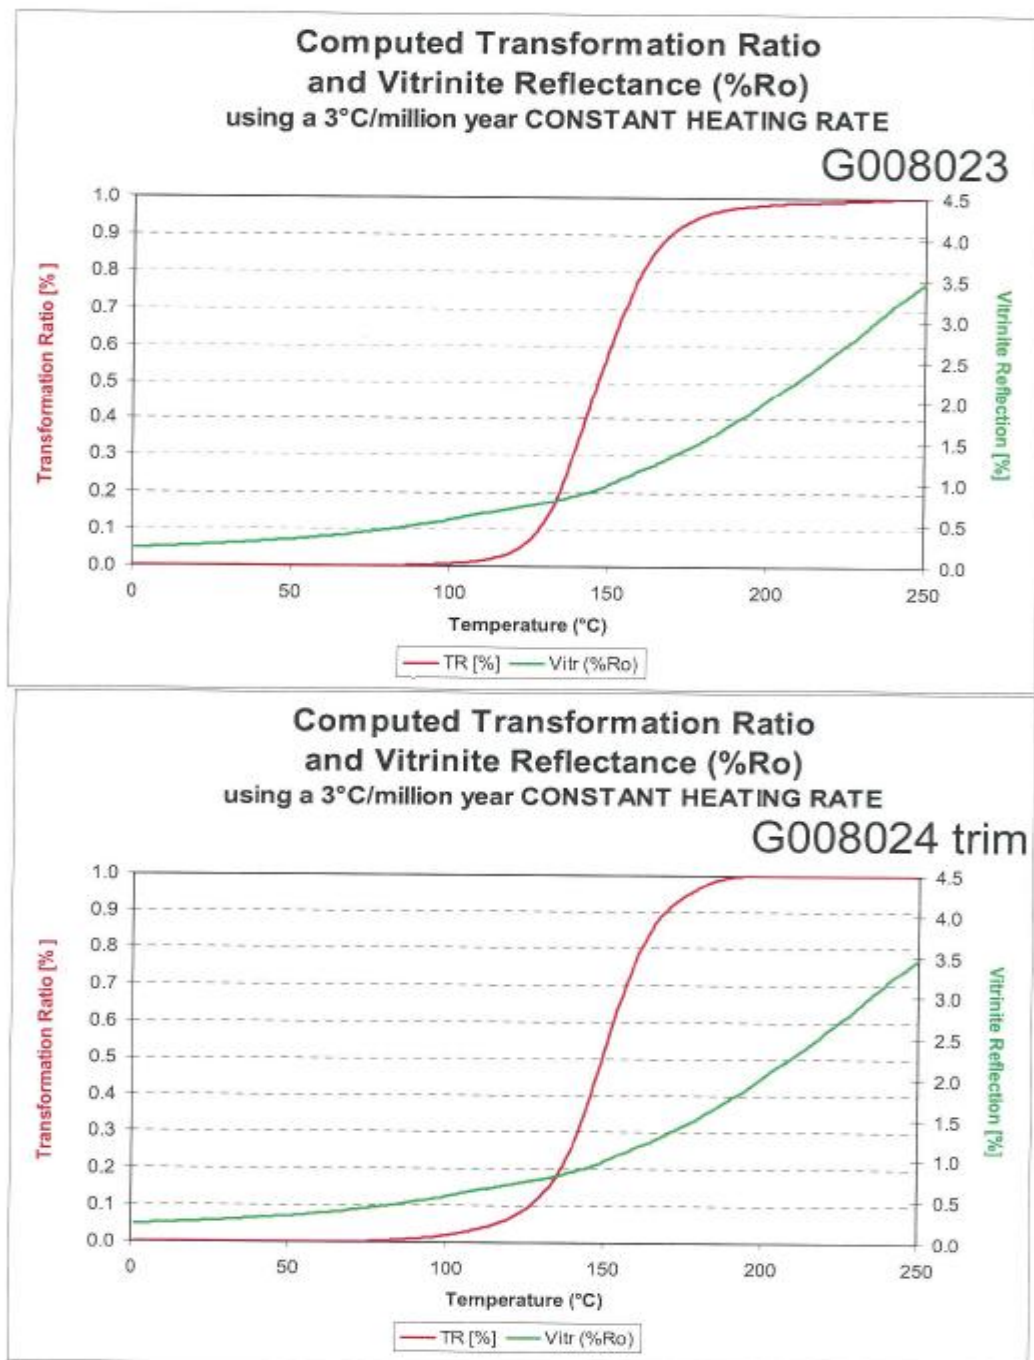 Computed Transformation Ratio
and Vitrinite Reflectance (%Ro)
using a 3°C/million year CONSTANT HEATING RATE
G008023
Transformation Ratio [% ]
1.0
0.9
0.8
0.7
0.6
0.5
0.4
0.3
0.2
0.1
0.0
4.5
4.0
3.5
3.0
2.5
2.0
1.5
1.0
0.5
0.0
Vitrinite Reflection [%]
0 50 100 150 200 250
Temperature (°C)
TR [%] Vitr (%Ro)
Computed Transformation Ratio
and Vitrinite Reflectance (%Ro)
using a 3°C/million year CONSTANT HEATING RATE
G008024 trim
Transformation Ratio [% ]
1.0
0.9
0.8
0.7
0.6
0.5
0.4
0.3
0.2
0.1
0.0
4.5
4.0
3.5
3.0
2.5
2.0
1.5
1.0
0.5
0.0
Vitrinite Reflection [%]
0 50 100 150 200 250
Temperature (°C)
TR [%] Vitr (%Ro)